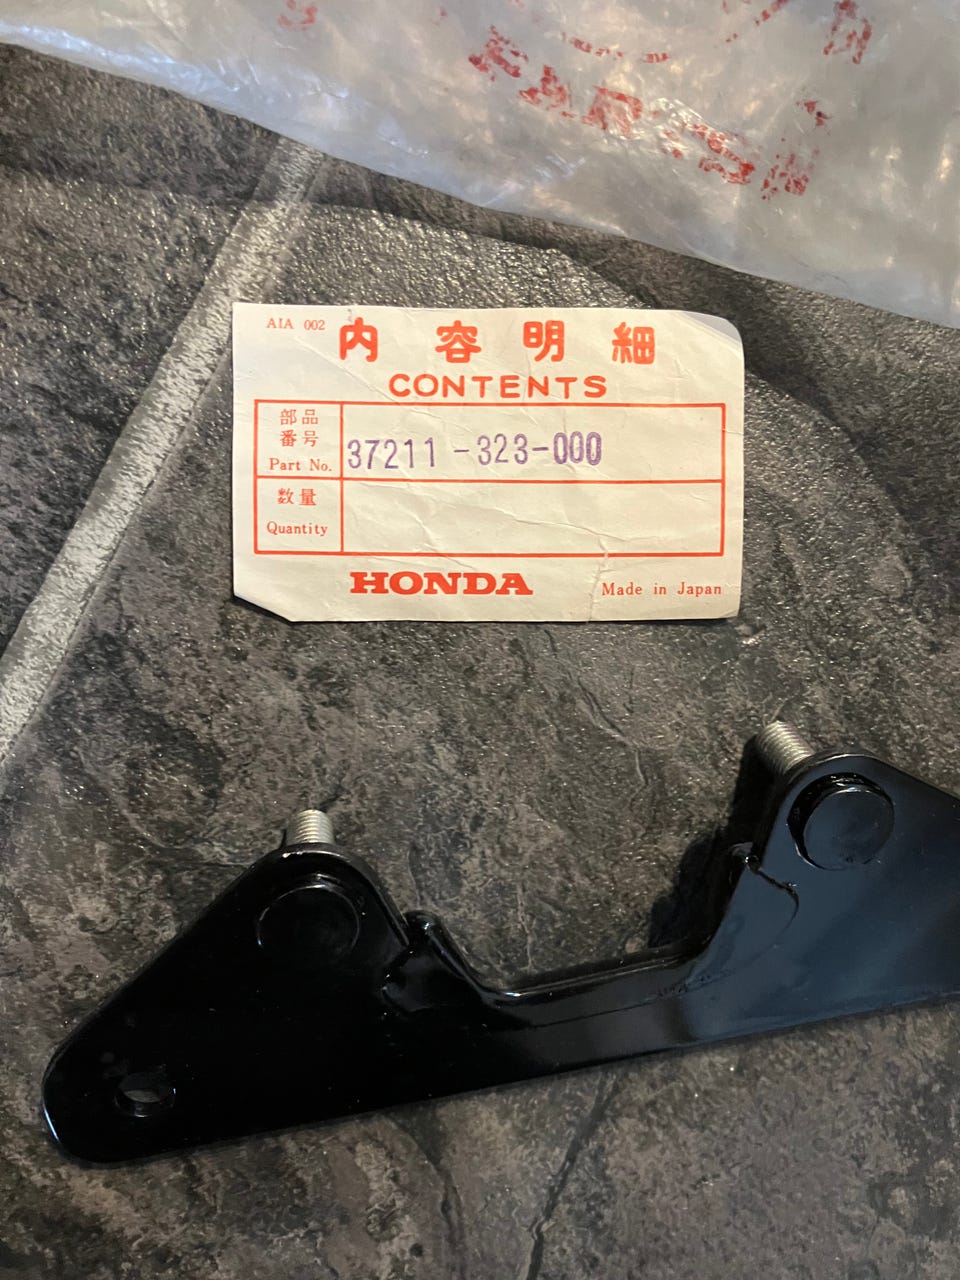 PARTS
AIA 002 内容明細
CONTENTS
部品
番号
Part No. 37211-323-000
数量
Quantity
HONDA Made in Japan